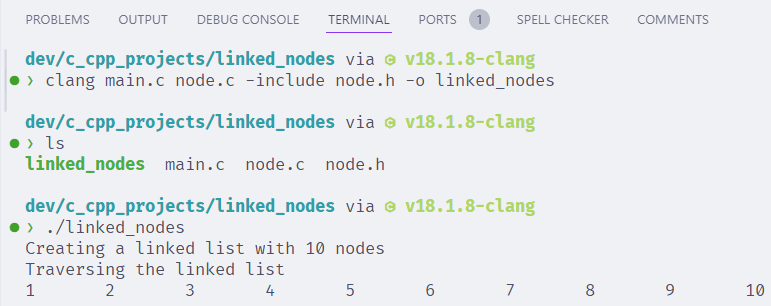 PROBLEMS OUTPUT DEBUG CONSOLE TERMINAL PORTS 1 SPELL CHECKER COMMENTS
dev/c_cpp_projects/linked_nodes via C v18.1.8-clang
❯ clang main.c node.c -include node.h -o linked_nodes
dev/c_cpp_projects/linked_nodes via C v18.1.8-clang
❯ ls
linked_nodes main.c node.c node.h
dev/c_cpp_projects/linked_nodes via C v18.1.8-clang
❯ ./linked_nodes
Creating a linked list with 10 nodes
Traversing the linked list
1 2 3 4 5 6 7 8 9 10